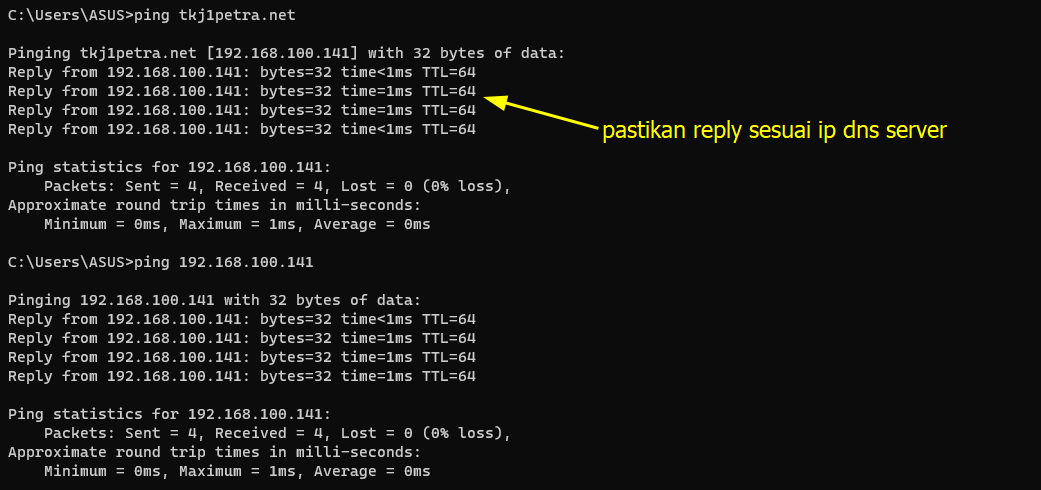 C:\Users\ASUS>ping tkj1petra.net
Pinging tkj1petra.net [192.168.100.141] with 32 bytes of data:
Reply from 192.168.100.141: bytes=32 time<1ms TTL=64
Reply from 192.168.100.141: bytes=32 time=1ms TTL=64
Reply from 192.168.100.141: bytes=32 time=1ms TTL=64
Reply from 192.168.100.141: bytes=32 time<1ms TTL=64
pastikan reply sesuai ip dns server
Ping statistics for 192.168.100.141:
    Packets: Sent = 4, Received = 4, Lost = 0 (0% loss),
Approximate round trip times in milli-seconds:
    Minimum = 0ms, Maximum = 1ms, Average = 0ms
C:\Users\ASUS>ping 192.168.100.141
Pinging 192.168.100.141 with 32 bytes of data:
Reply from 192.168.100.141: bytes=32 time<1ms TTL=64
Reply from 192.168.100.141: bytes=32 time=1ms TTL=64
Reply from 192.168.100.141: bytes=32 time=1ms TTL=64
Reply from 192.168.100.141: bytes=32 time=1ms TTL=64
Ping statistics for 192.168.100.141:
    Packets: Sent = 4, Received = 4, Lost = 0 (0% loss),
Approximate round trip times in milli-seconds:
    Minimum = 0ms, Maximum = 1ms, Average = 0ms